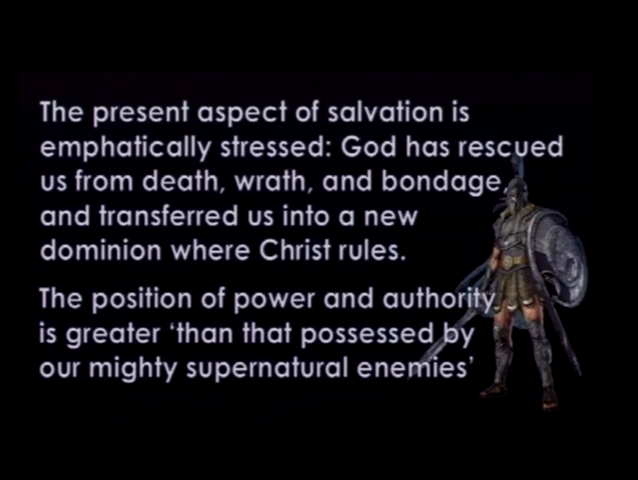 The present aspect of salvation is
emphatically stressed: God has rescued
us from death, wrath, and bondage,
and transferred us into a new
dominion where Christ rules.
The position of power and authority
is greater ‘than that possessed by
our mighty supernatural enemies’